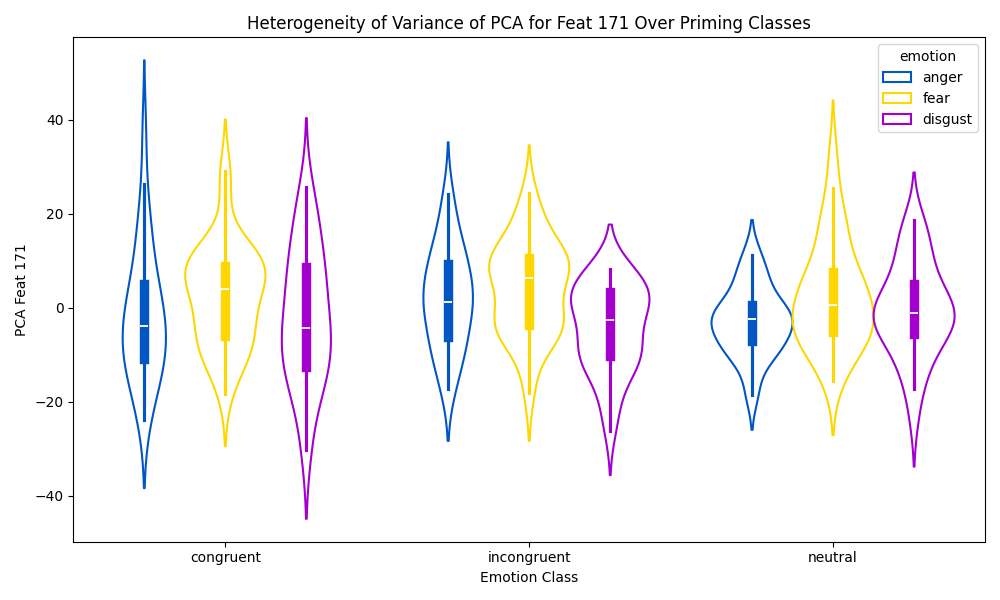 Heterogeneity of Variance of PCA for Feat 171 Over Priming Classes
emotion
anger
fear
disgust
PCA Feat 171
40
20
0
−20
−40
congruent
incongruent
neutral
Emotion Class